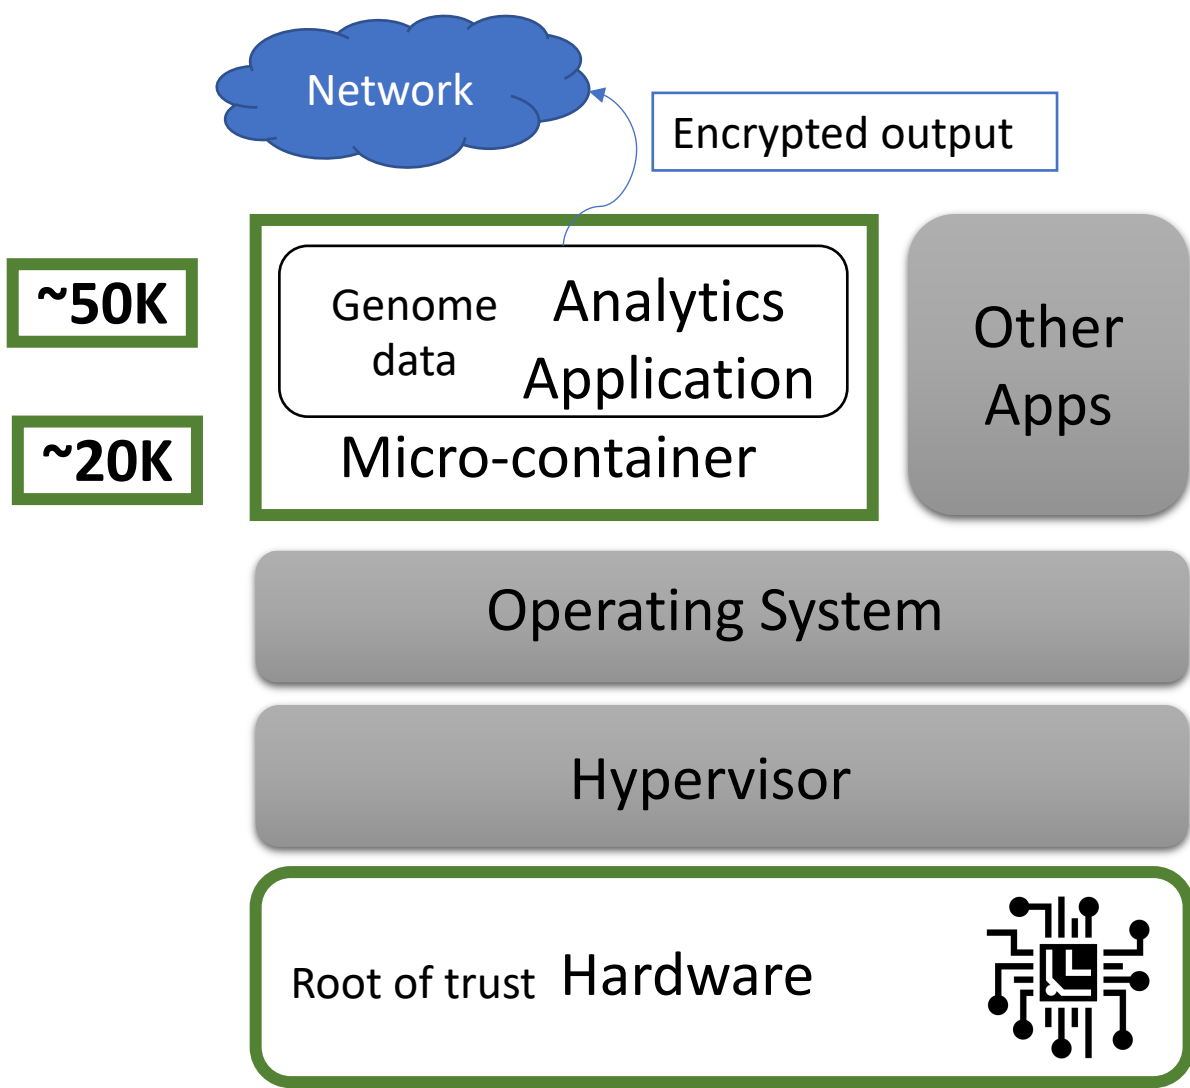 Network
Encrypted output
~50K
Genome
data
Analytics
Application
Other
Apps
~20K
Micro-container
Operating System
Hypervisor
Root of trust Hardware